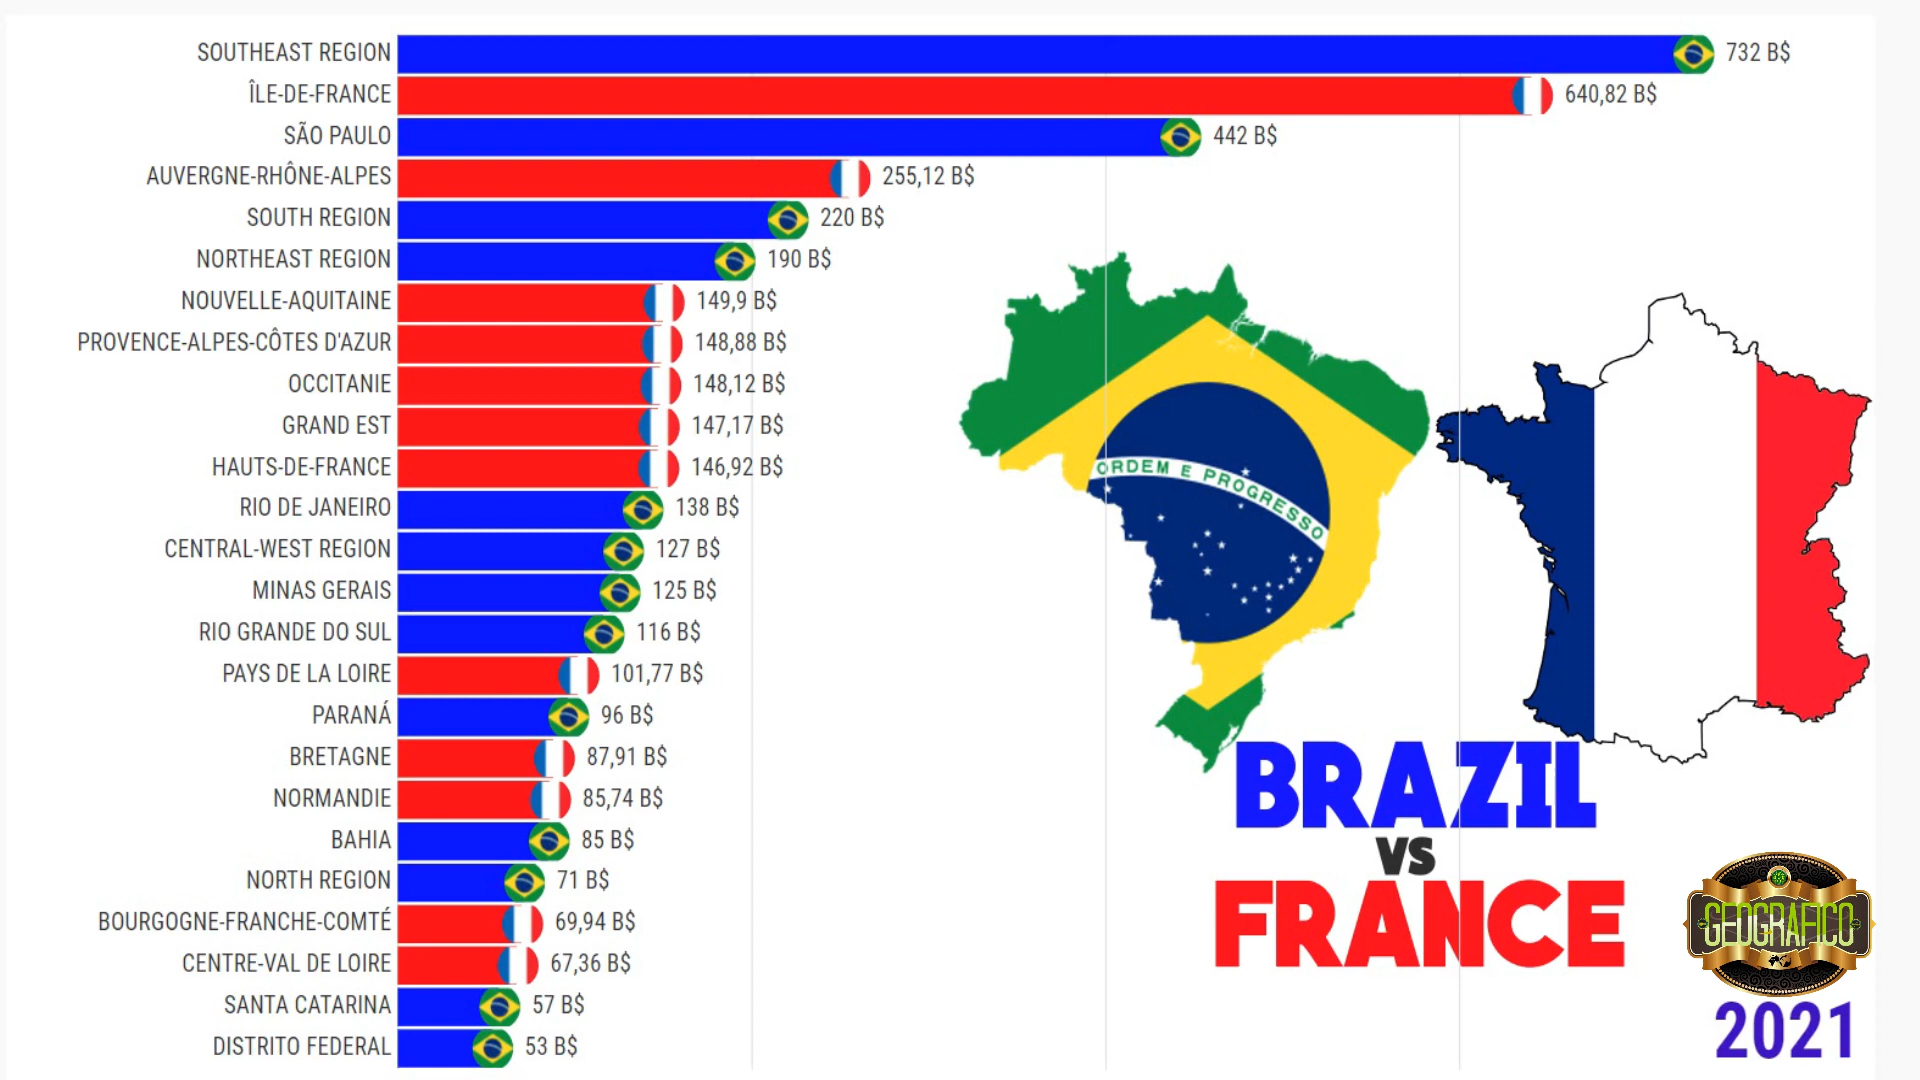 SOUTHEAST REGION 732 B$
ÎLE-DE-FRANCE 640,82 B$
SÃO PAULO 442 B$
AUVERGNE-RHÔNE-ALPES 255,12 B$
SOUTH REGION 220 B$
NORTHEAST REGION 190 B$
NOUVELLE-AQUITAINE 149,9 B$
PROVENCE-ALPES-CÔTES D'AZUR 148,88 B$
OCCITANIE 148,12 B$
GRAND EST 147,17 B$
HAUTS-DE-FRANCE 146,92 B$
RIO DE JANEIRO 138 B$
CENTRAL-WEST REGION 127 B$
MINAS GERAIS 125 B$
RIO GRANDE DO SUL 116 B$
PAYS DE LA LOIRE 101,77 B$
PARANÁ 96 B$
BRETAGNE 87,91 B$
NORMANDIE 85,74 B$
BAHIA 85 B$
NORTH REGION 71 B$
BOURGOGNE-FRANCHE-COMTÉ 69,94 B$
CENTRE-VAL DE LOIRE 67,36 B$
SANTA CATARINA 57 B$
DISTRITO FEDERAL 53 B$
ORDEM E PROGRESSO
BRAZIL
VS
FRANCE
GEOGRAFICO
2021